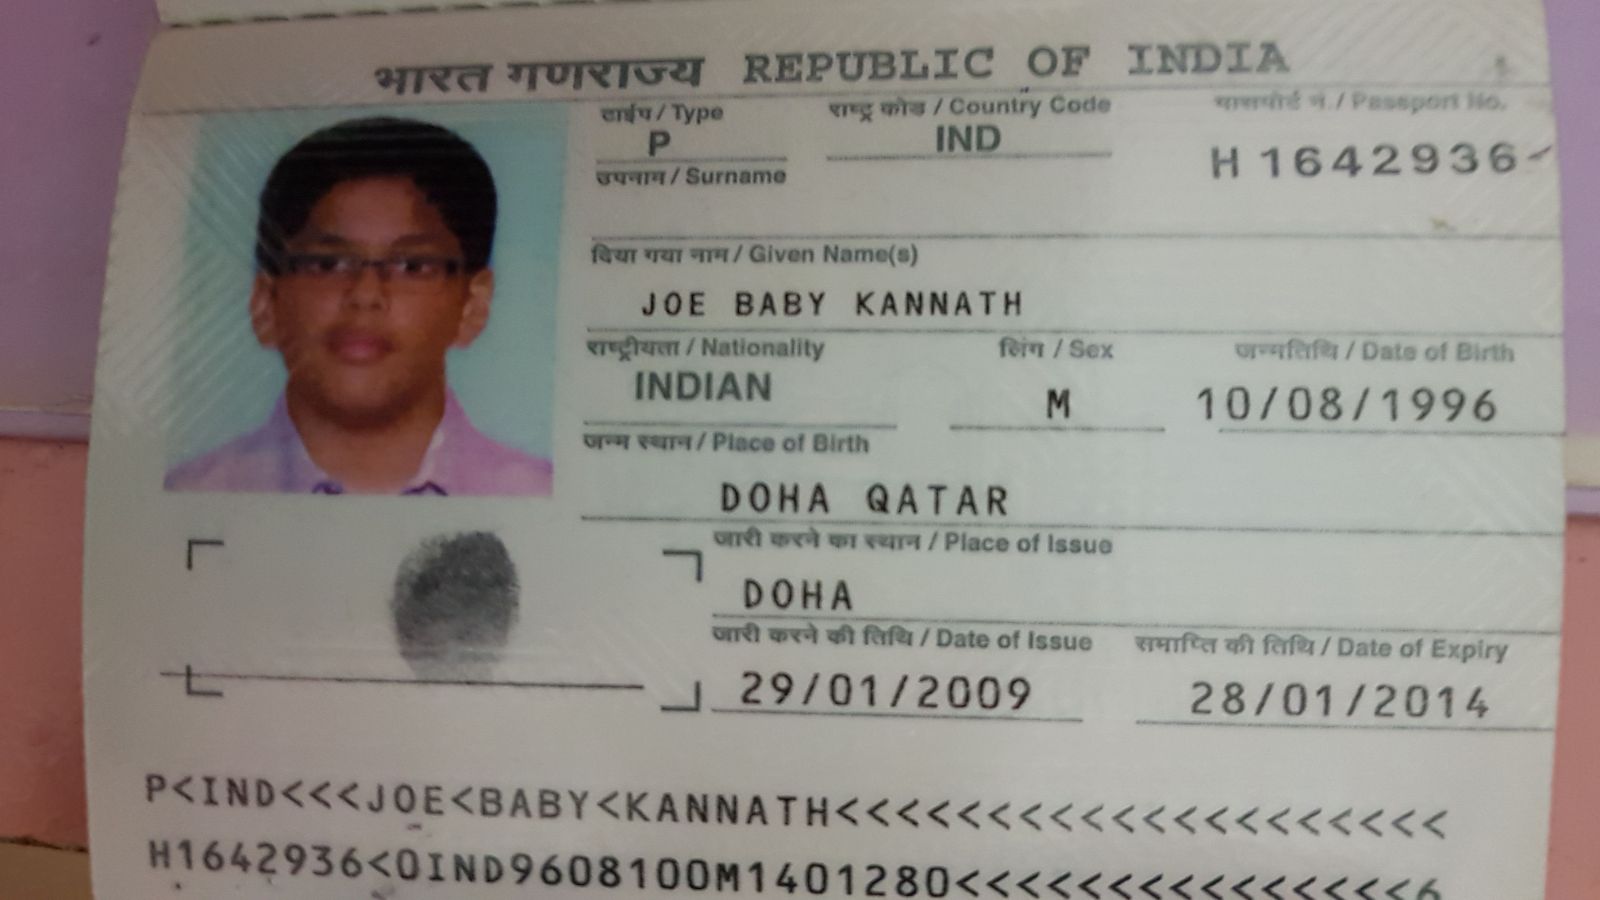 भारत गणराज्य REPUBLIC OF INDIA
टाईप / Type राष्ट्र कोड / Country Code पासपोर्ट नं. / Passport No.
P IND H 1642936
उपनाम / Surname
दिया गया नाम / Given Name(s)
JOE BABY KANNATH
राष्ट्रीयता / Nationality लिंग / Sex जन्मतिथि / Date of Birth
INDIAN M 10/08/1996
जन्म स्थान / Place of Birth
DOHA QATAR
जारी करने का स्थान / Place of Issue
DOHA
जारी करने की तिथि / Date of Issue समाप्ति की तिथि / Date of Expiry
29/01/2009 28/01/2014
P<IND<<<JOE<BABY<KANNATH<<<<<<<<<<<<<<<<<<<<
H1642936<0IND9608100M1401280<<<<<<<<<<<<<<<6